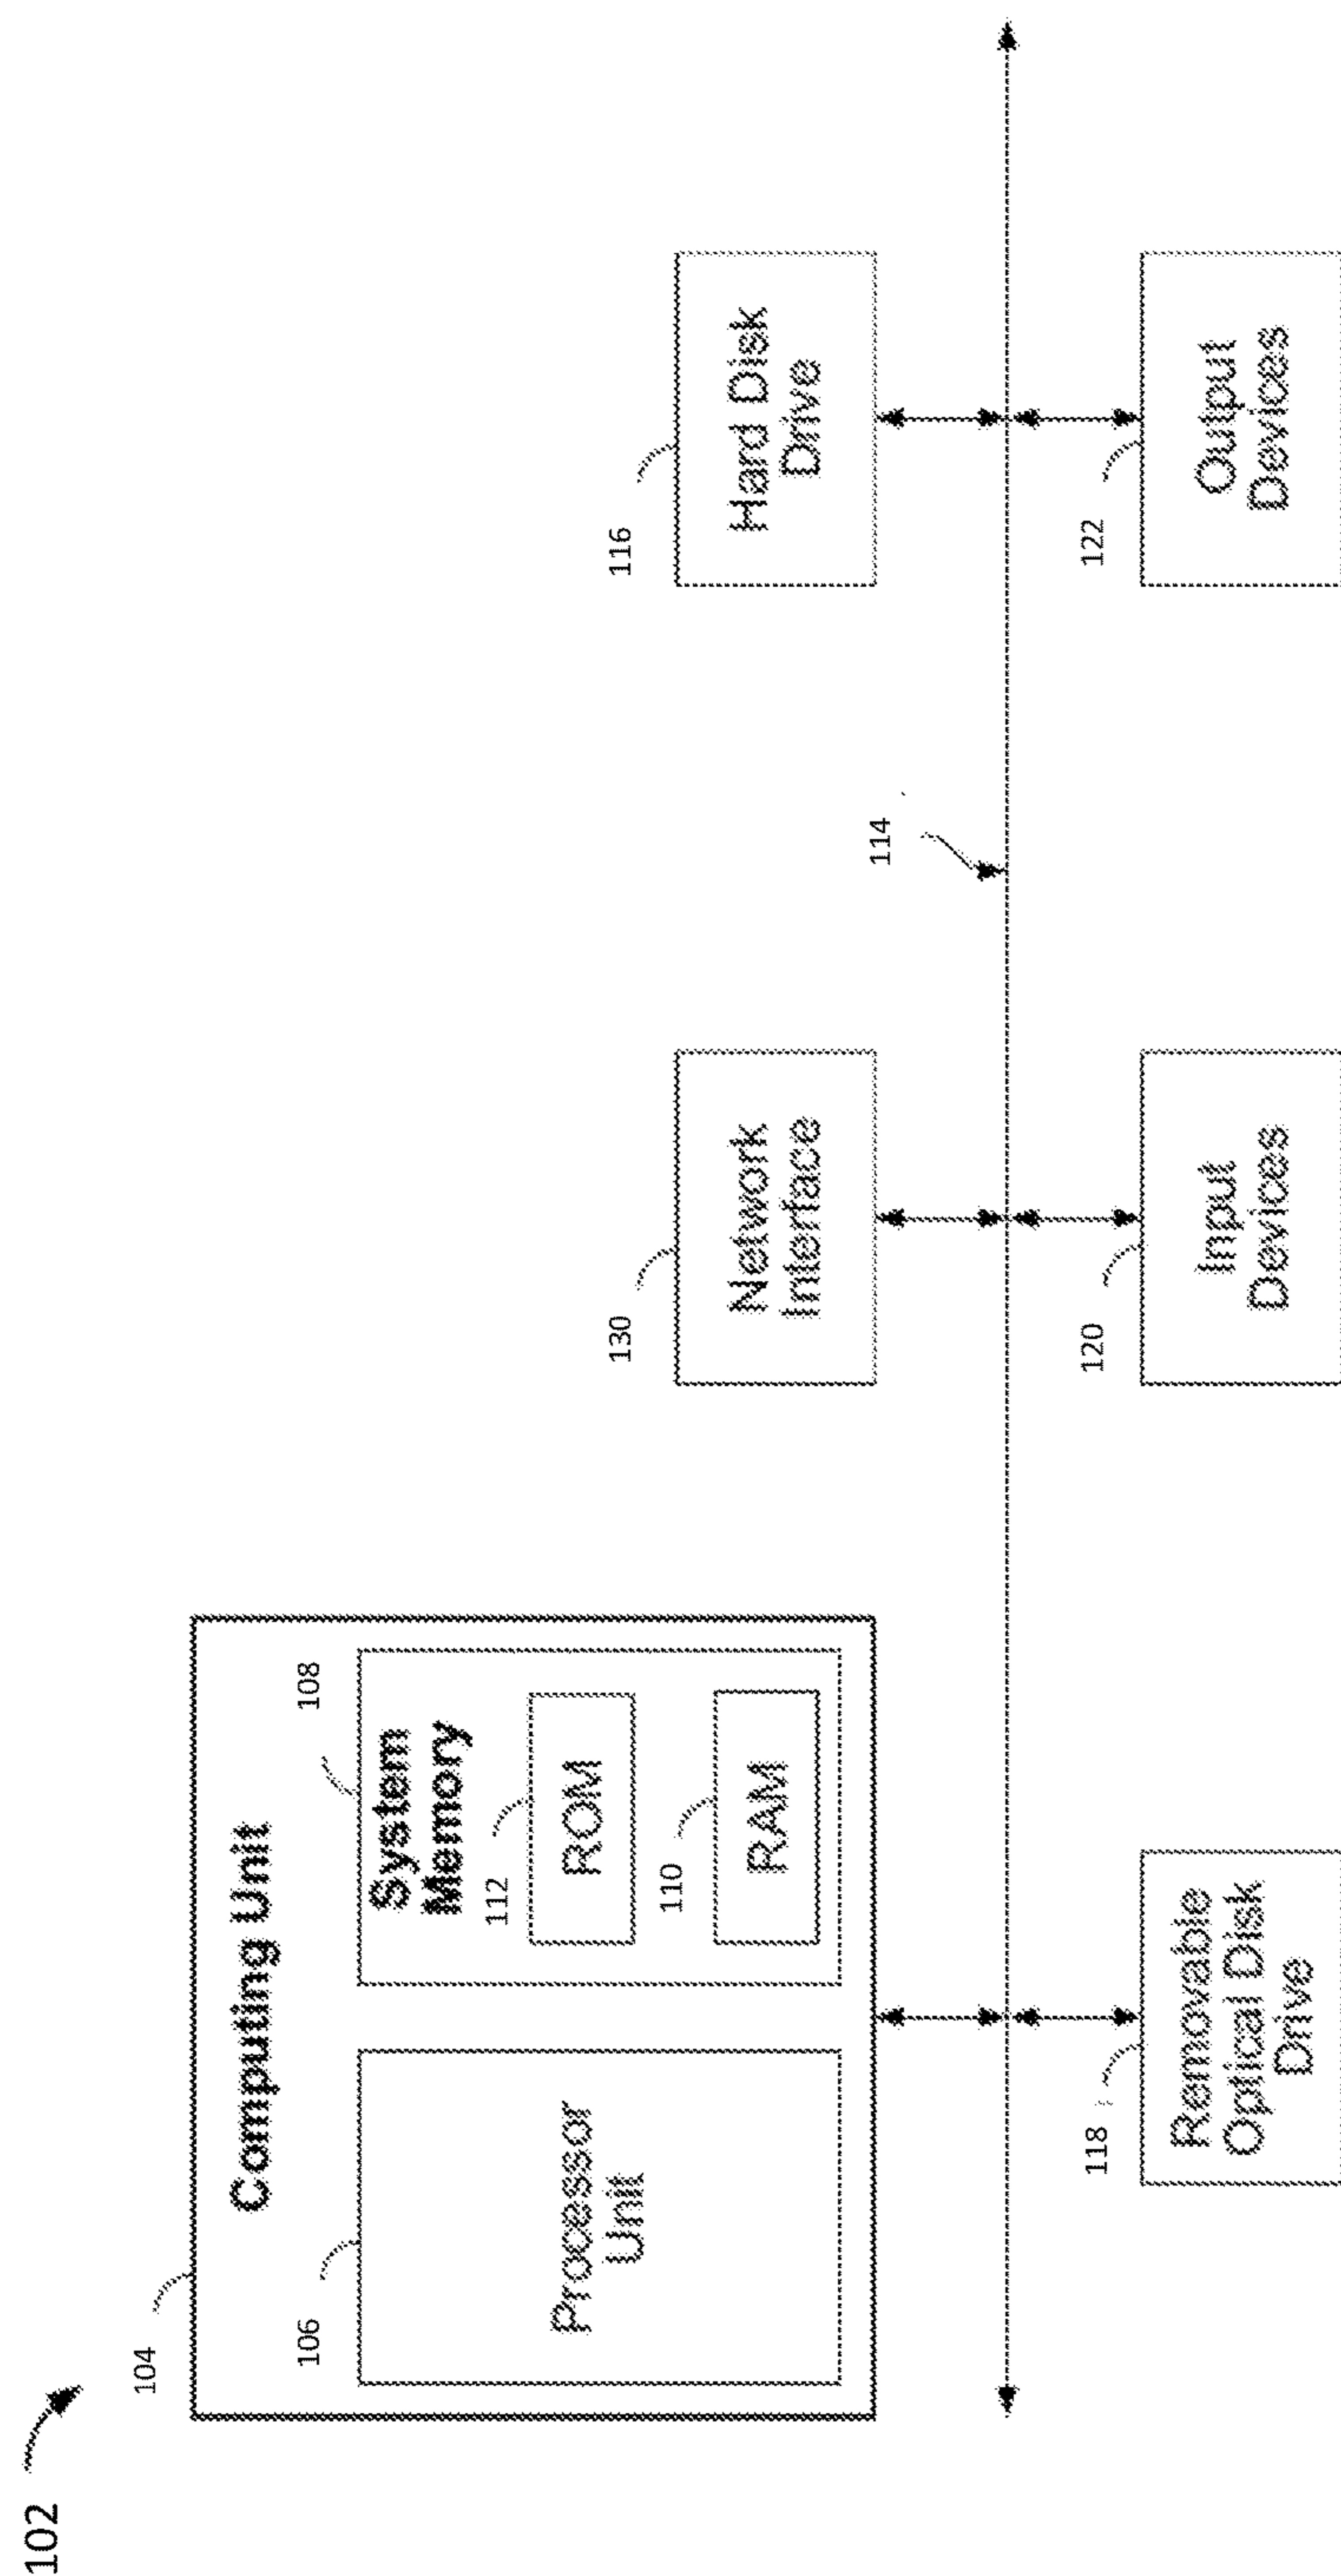 102
104
Computing Unit
106
Processor
Unit
108
System
Memory
112
ROM
110
RAM
130
Network
Interface
116
Hard Disk
Drive
114
118
Removable
Optical Disk
Drive
120
Input
Devices
122
Output
Devices